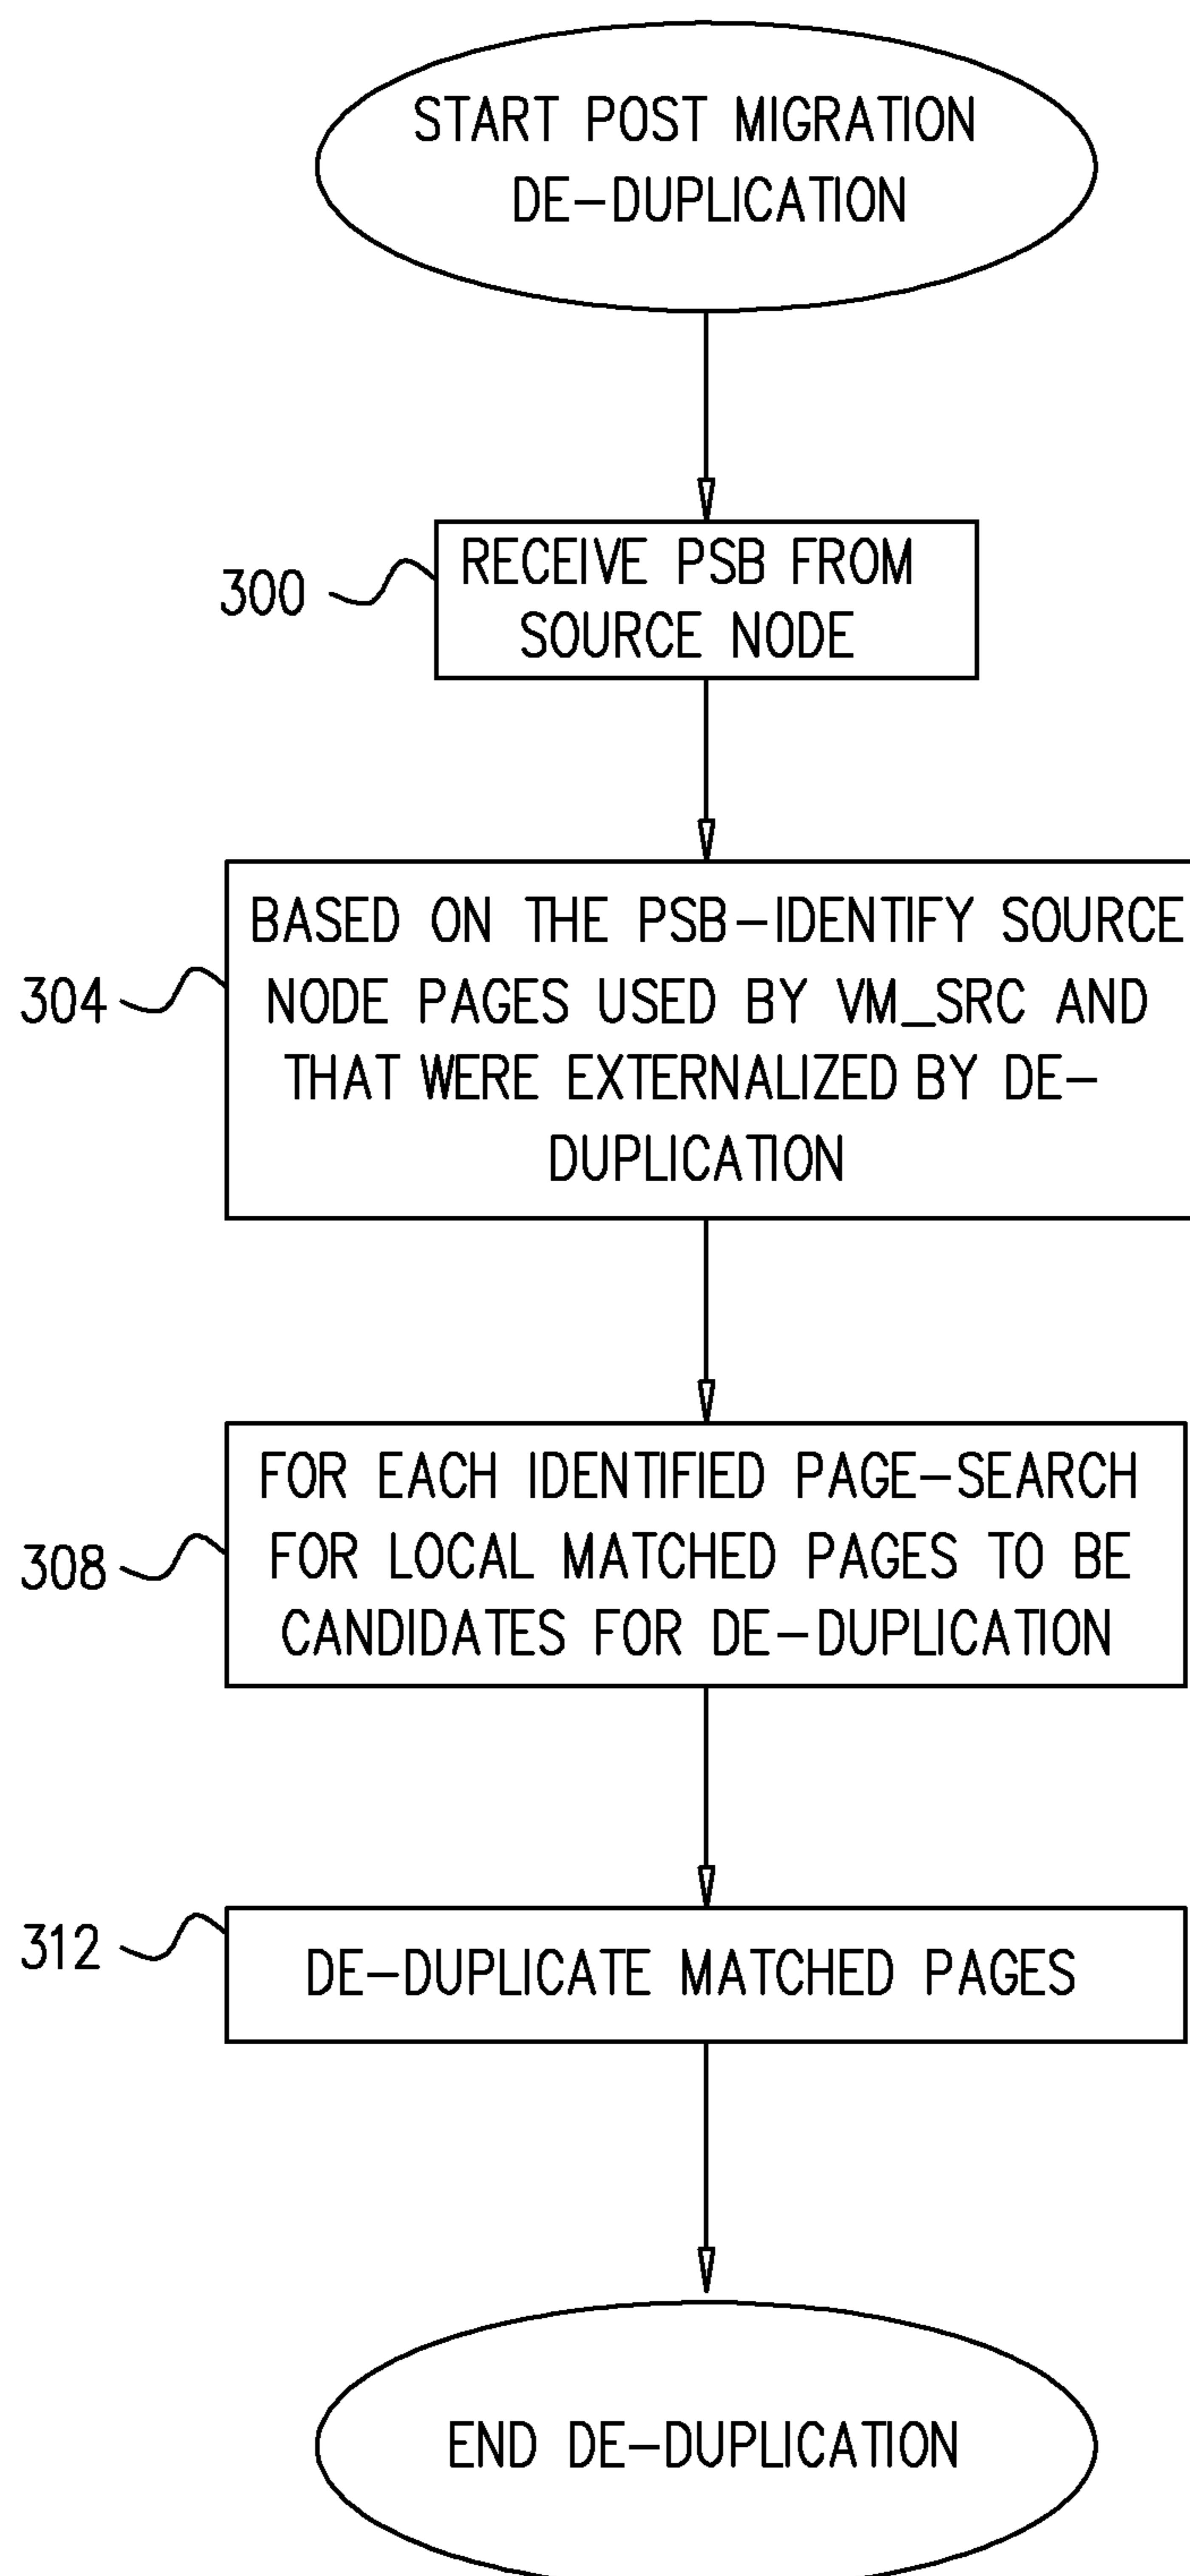 START POST MIGRATION
DE-DUPLICATION
300
RECEIVE PSB FROM
SOURCE NODE
304
BASED ON THE PSB-IDENTIFY SOURCE
NODE PAGES USED BY VM_SRC AND
THAT WERE EXTERNALIZED BY DE-
DUPLICATION
308
FOR EACH IDENTIFIED PAGE-SEARCH
FOR LOCAL MATCHED PAGES TO BE
CANDIDATES FOR DE-DUPLICATION
312
DE-DUPLICATE MATCHED PAGES
END DE-DUPLICATION